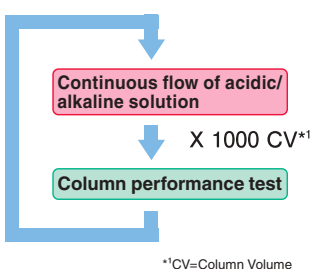 Continuous flow of acidic/
alkaline solution
X 1000 CV*1
Column performance test
*1CV=Column Volume